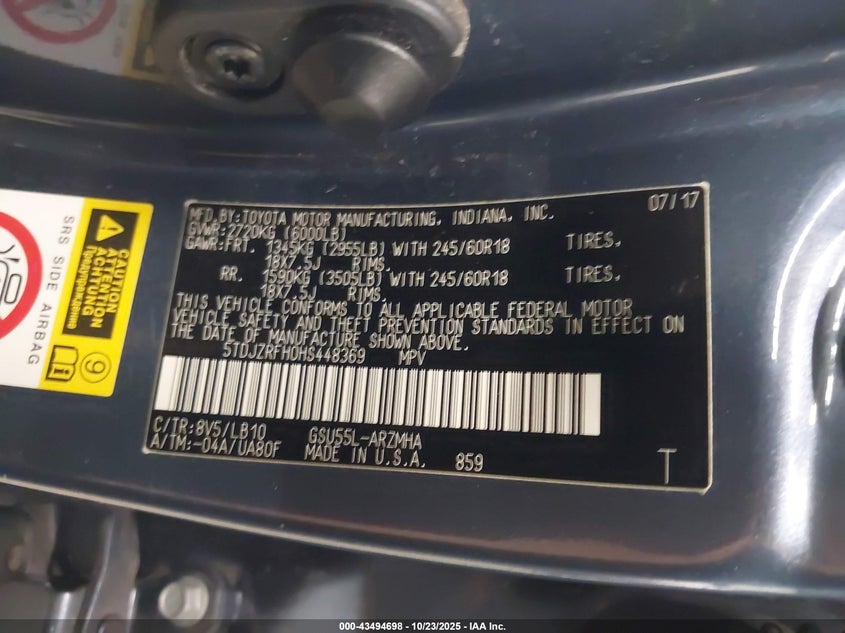 MFD.BY:TOYOTA MOTOR MANUFACTURING, INDIANA, INC. 07/17
GVWR:2720KG (6000LB)
GAWR:FRT. 1345KG (2955LB) WITH 245/60R18 TIRES.
18X7.5J RIMS.
RR. 1590KG (3505LB) WITH 245/60R18 TIRES.
18X7.5J RIMS.
THIS VEHICLE CONFORMS TO ALL APPLICABLE FEDERAL MOTOR
VEHICLE SAFETY AND THEFT PREVENTION STANDARDS IN EFFECT ON
THE DATE OF MANUFACTURE SHOWN ABOVE.
5TDJZRFH0HS448369 MPV
C/TR:8V5/LB10 GSU55L-ARZMHA
A/TM:-04A/UA80F MADE IN U.S.A. 859
T
SRS SIDE AIRBAG
CAUTION
ATTENTION
ACHTUNG
Предупреждение
9
000-43494698 - 10/23/2025 - IAA Inc.